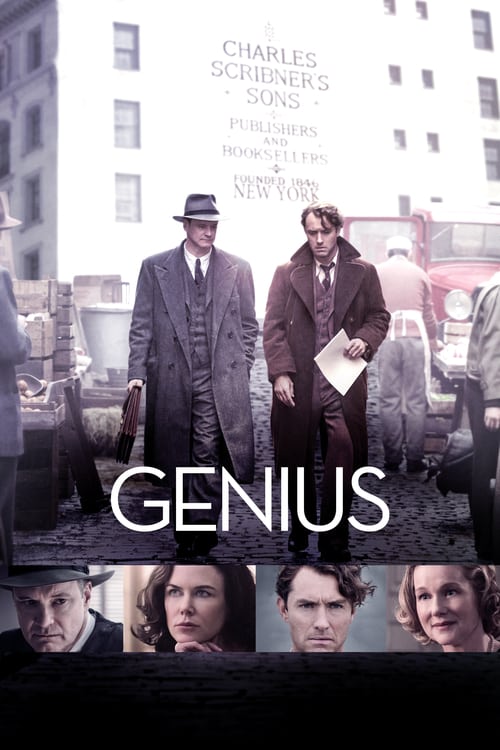 CHARLES
SCRIBNER'S
SONS
PUBLISHERS
AND
BOOKSELLERS
FOUNDED 1846
NEW YORK
GENIUS